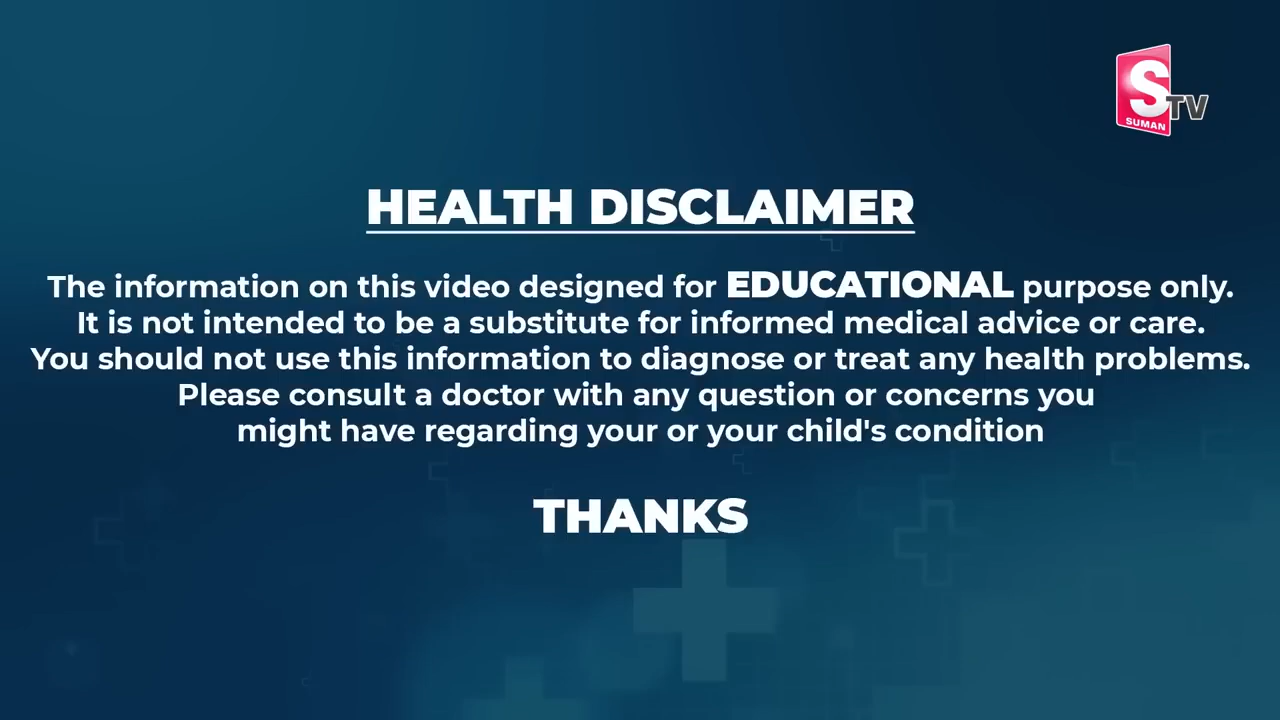 S TV
SUMAN
HEALTH DISCLAIMER
The information on this video designed for EDUCATIONAL purpose only.
It is not intended to be a substitute for informed medical advice or care.
You should not use this information to diagnose or treat any health problems.
Please consult a doctor with any question or concerns you
might have regarding your or your child's condition
THANKS